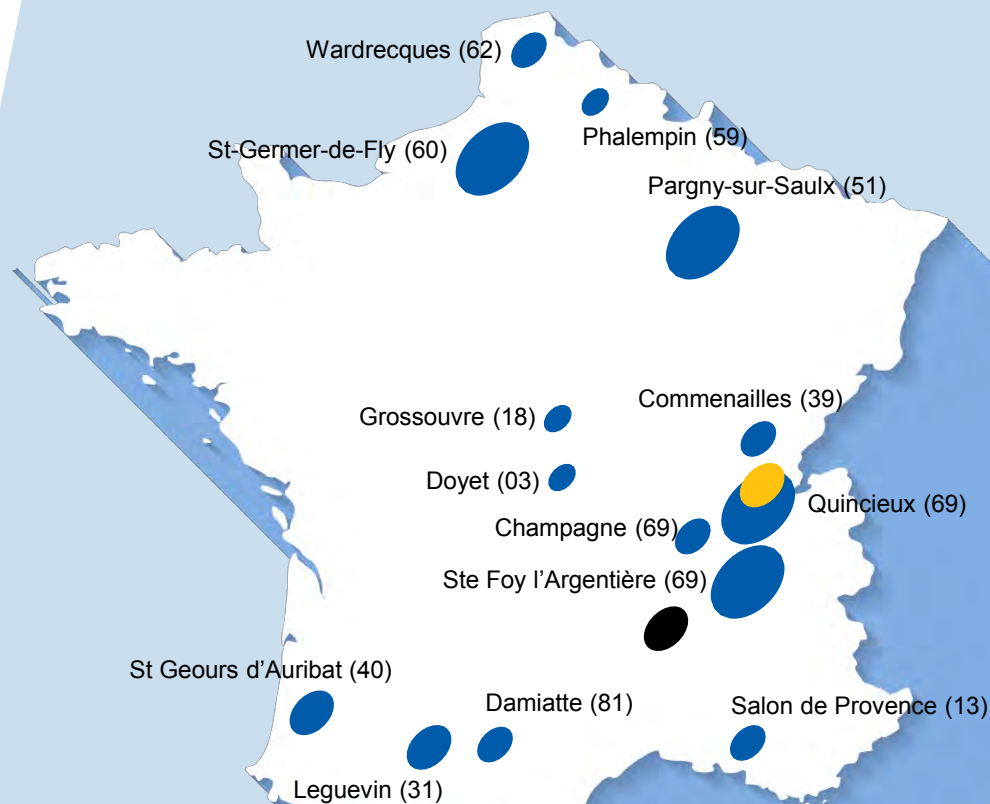 Wardrecques (62)
Phalempin (59)
St-Germer-de-Fly (60)
Pargny-sur-Saulx (51)
Commenailles (39)
Grossouvre (18)
Doyet (03)
Quincieux (69)
Champagne (69)
Ste Foy l’Argentière (69)
St Geours d’Auribat (40)
Damiatte (81)
Salon de Provence (13)
Leguevin (31)